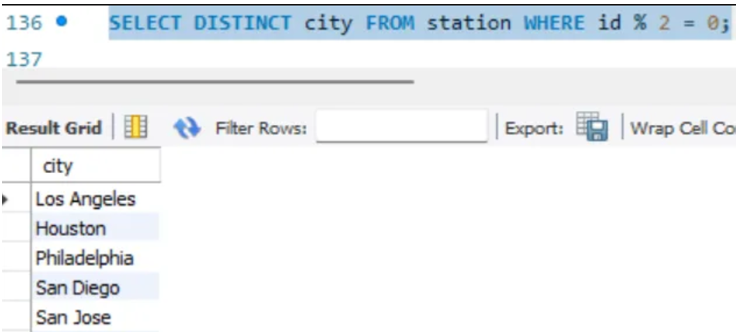 136 SELECT DISTINCT city FROM station WHERE id % 2 = 0;
137
Result Grid Filter Rows: Export: Wrap Cell Co
city
Los Angeles
Houston
Philadelphia
San Diego
San Jose